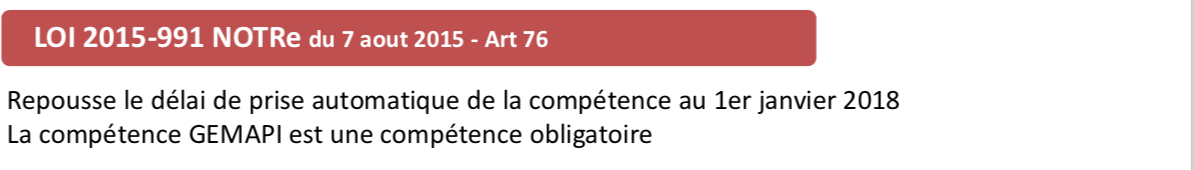 LOI 2015-991 NOTRe du 7 aout 2015 - Art 76
Repousse le délai de prise automatique de la compétence au 1er janvier 2018
La compétence GEMAPI est une compétence obligatoire